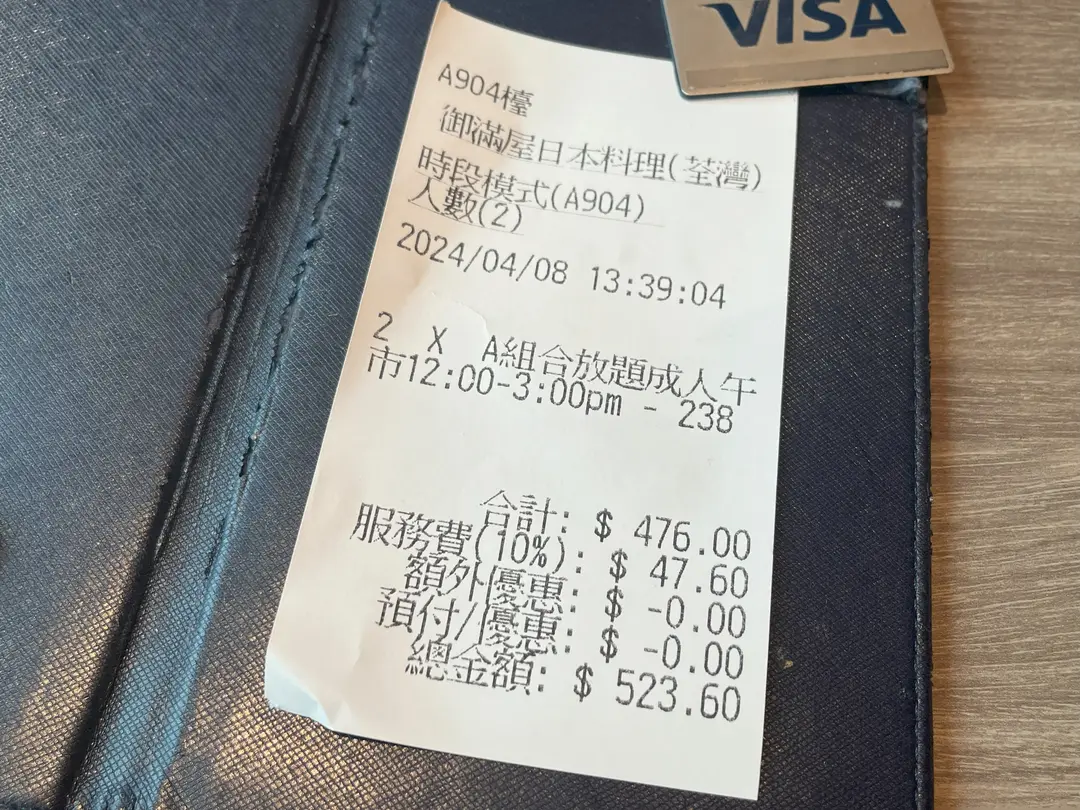 VISA
A904檯
御滿屋日本料理(荃灣)
時段模式(A904)
人數(2)
2024/04/08 13:39:04
2 X A組合放題成人午
市12:00-3:00pm - 238
合計: $ 476.00
服務費(10%): $ 47.60
額外優惠: $ -0.00
預付/優惠: $ -0.00
總金額: $ 523.60